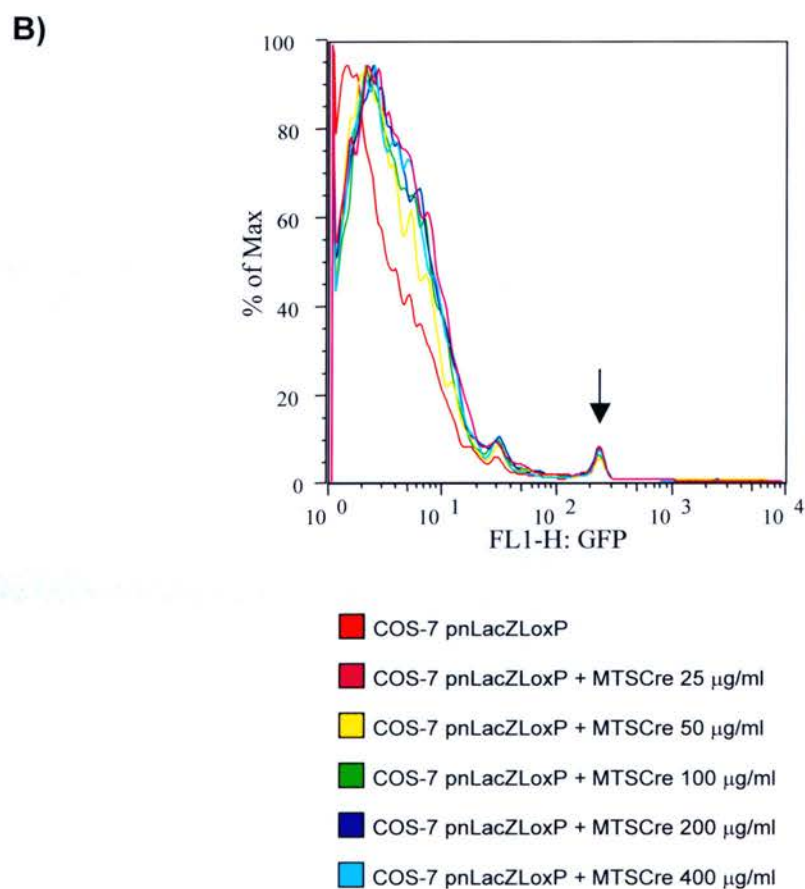 B)
100
80
60
40
20
0
% of Max
10^0 10^1 10^2 10^3 10^4
FL1-H: GFP
COS-7 pnLacZLoxP
COS-7 pnLacZLoxP + MTSCre 25 μg/ml
COS-7 pnLacZLoxP + MTSCre 50 μg/ml
COS-7 pnLacZLoxP + MTSCre 100 μg/ml
COS-7 pnLacZLoxP + MTSCre 200 μg/ml
COS-7 pnLacZLoxP + MTSCre 400 μg/ml